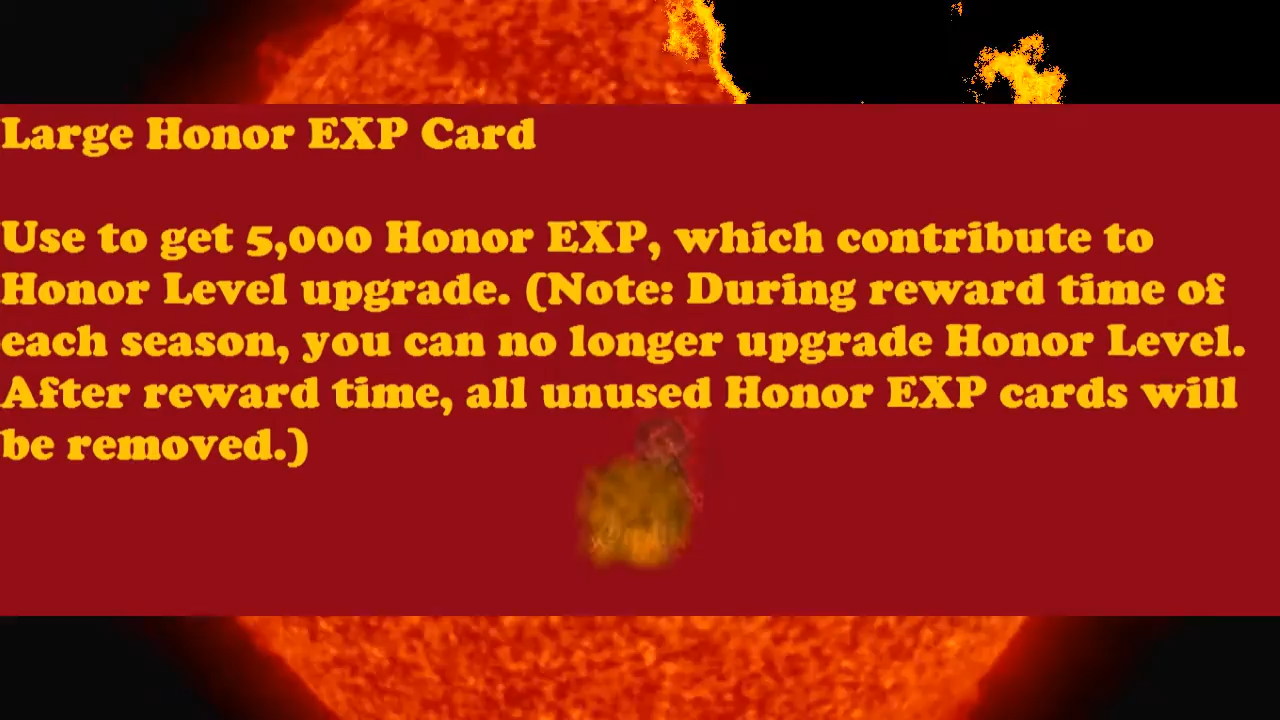 Large Honor EXP Card
Use to get 5,000 Honor EXP, which contribute to
Honor Level upgrade. (Note: During reward time of
each season, you can no longer upgrade Honor Level.
After reward time, all unused Honor EXP cards will
be removed.)